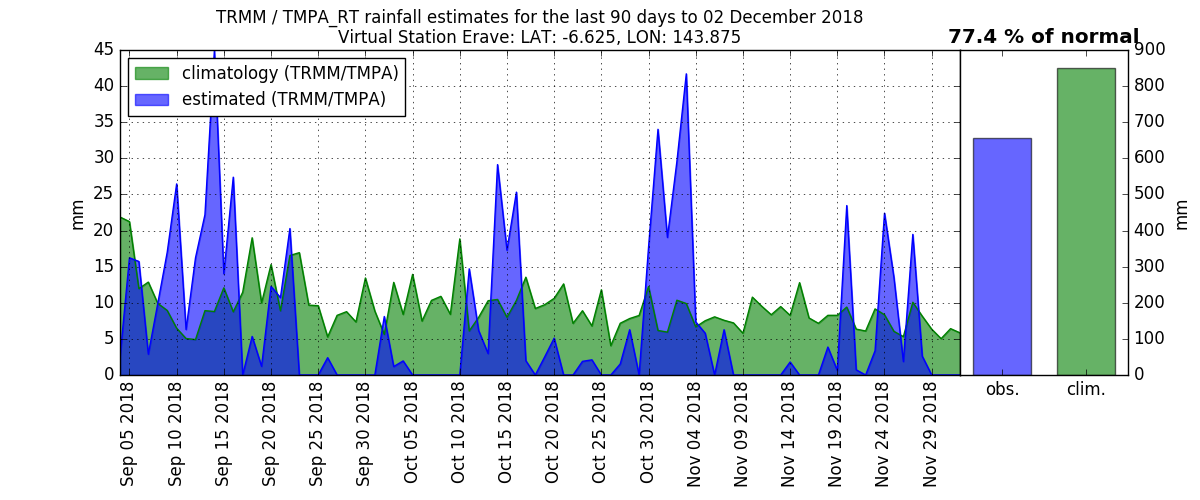 TRMM / TMPA_RT rainfall estimates for the last 90 days to 02 December 2018
Virtual Station Erave: LAT: -6.625, LON: 143.875
77.4 % of normal
climatology (TRMM/TMPA)
estimated (TRMM/TMPA)
mm
45
40
35
30
25
20
15
10
5
0
Sep 05 2018
Sep 10 2018
Sep 15 2018
Sep 20 2018
Sep 25 2018
Sep 30 2018
Oct 05 2018
Oct 10 2018
Oct 15 2018
Oct 20 2018
Oct 25 2018
Oct 30 2018
Nov 04 2018
Nov 09 2018
Nov 14 2018
Nov 19 2018
Nov 24 2018
Nov 29 2018
obs.
clim.
900
800
700
600
500
400
300
200
100
0
mm